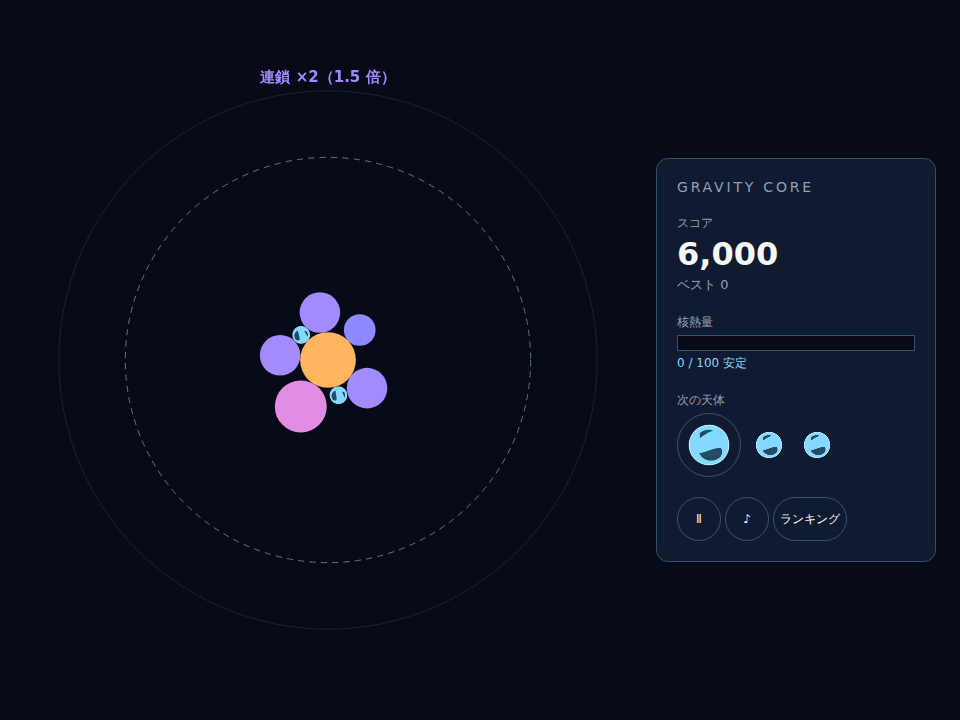 連鎖 ×2（1.5 倍）
GRAVITY CORE
スコア
6,000
ベスト 0
核熱量
0 / 100 安定
次の天体
Ⅱ
♪
ランキング